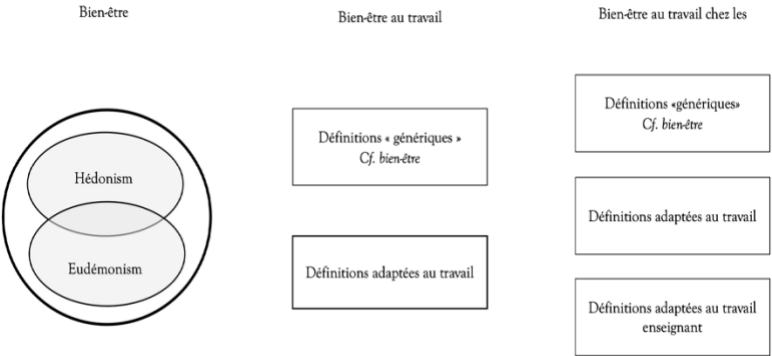 Bien-être
Hédonism
Eudémonism
Bien-être au travail
Définitions « génériques »
Cf. bien-être
Définitions adaptées au travail
Bien-être au travail chez les
Définitions «génériques»
Cf. bien-être
Définitions adaptées au travail
Définitions adaptées au travail
enseignant